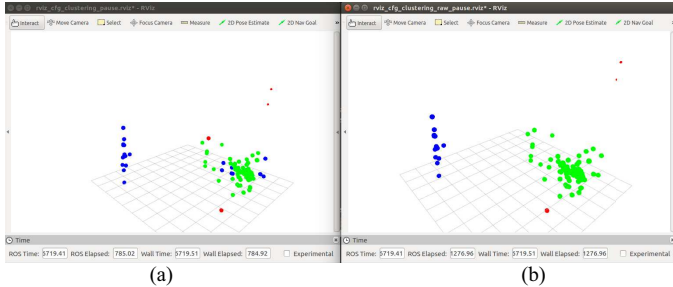 rviz_cfg_clustering_pause.rviz* - RViz
Interact Move Camera Select Focus Camera Measure 2D Pose Estimate 2D Nav Goal »
Time
ROS Time: 5719.41 ROS Elapsed: 785.02 Wall Time: 5719.51 Wall Elapsed: 784.92 Experimental
(a)
rviz_cfg_clustering_raw_pause.rviz* - RViz
Interact Move Camera Select Focus Camera Measure 2D Pose Estimate 2D Nav Goal »
Time
ROS Time: 5719.41 ROS Elapsed: 1276.96 Wall Time: 5719.51 Wall Elapsed: 1276.96 Experimental
(b)